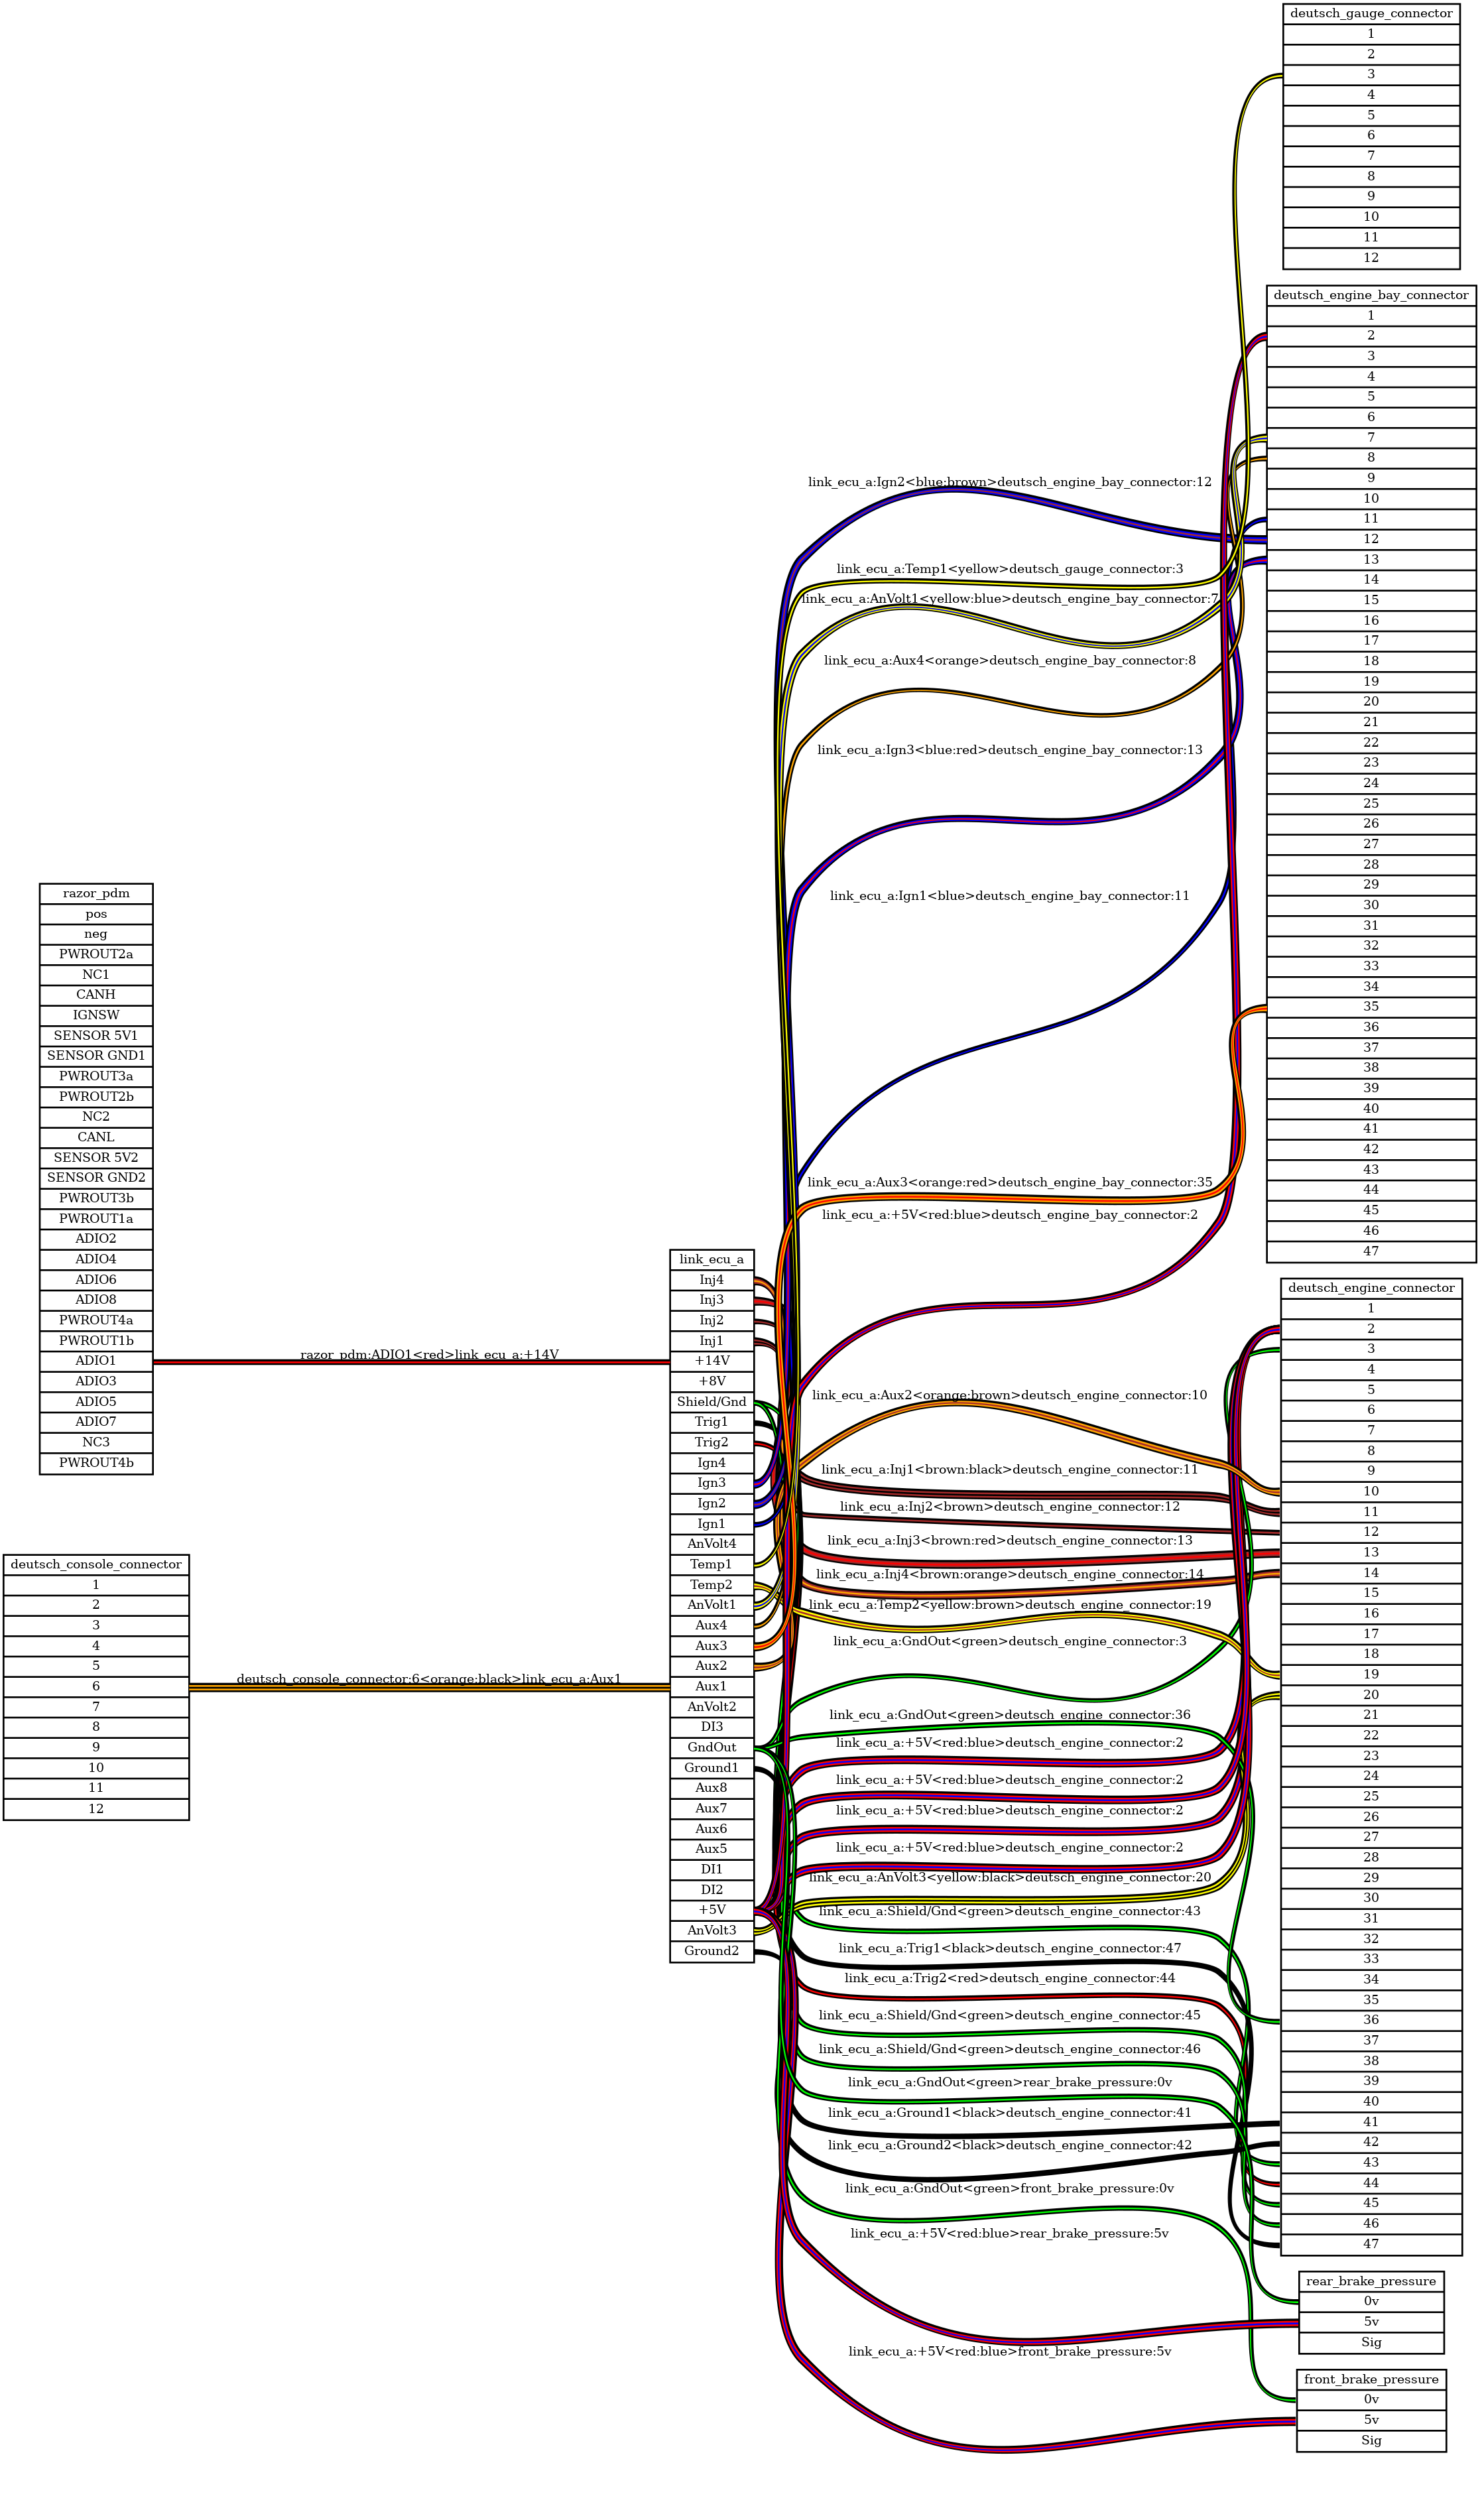 deutsch_gauge_connector
1
2
3
4
5
6
7
8
9
10
11
12
deutsch_engine_bay_connector
1
2
3
4
5
6
7
8
9
10
11
12
13
14
15
16
17
18
19
20
21
22
23
24
25
26
27
28
29
30
31
32
33
34
35
36
37
38
39
40
41
42
43
44
45
46
47
link_ecu_a:Ign2<blue:brown>deutsch_engine_bay_connector:12
link_ecu_a:Temp1<yellow>deutsch_gauge_connector:3
link_ecu_a:AnVolt1<yellow:blue>deutsch_engine_bay_connector:7
link_ecu_a:Aux4<orange>deutsch_engine_bay_connector:8
link_ecu_a:Ign3<blue:red>deutsch_engine_bay_connector:13
link_ecu_a:Ign1<blue>deutsch_engine_bay_connector:11
link_ecu_a:Aux3<orange:red>deutsch_engine_bay_connector:35
link_ecu_a:+5V<red:blue>deutsch_engine_bay_connector:2
razor_pdm
pos
neg
PWROUT2a
NC1
CANH
IGNSW
SENSOR 5V1
SENSOR GND1
PWROUT3a
PWROUT2b
NC2
CANL
SENSOR 5V2
SENSOR GND2
PWROUT3b
PWROUT1a
ADIO2
ADIO4
ADIO6
ADIO8
PWROUT4a
PWROUT1b
ADIO1
ADIO3
ADIO5
ADIO7
NC3
PWROUT4b
razor_pdm:ADIO1<red>link_ecu_a:+14V
deutsch_console_connector
1
2
3
4
5
6
7
8
9
10
11
12
deutsch_console_connector:6<orange:black>link_ecu_a:Aux1
link_ecu_a
Inj4
Inj3
Inj2
Inj1
+14V
+8V
Shield/Gnd
Trig1
Trig2
Ign4
Ign3
Ign2
Ign1
AnVolt4
Temp1
Temp2
AnVolt1
Aux4
Aux3
Aux2
Aux1
AnVolt2
DI3
GndOut
Ground1
Aux8
Aux7
Aux6
Aux5
DI1
DI2
+5V
AnVolt3
Ground2
link_ecu_a:Aux2<orange:brown>deutsch_engine_connector:10
link_ecu_a:Inj1<brown:black>deutsch_engine_connector:11
link_ecu_a:Inj2<brown>deutsch_engine_connector:12
link_ecu_a:Inj3<brown:red>deutsch_engine_connector:13
link_ecu_a:Inj4<brown:orange>deutsch_engine_connector:14
link_ecu_a:Temp2<yellow:brown>deutsch_engine_connector:19
link_ecu_a:GndOut<green>deutsch_engine_connector:3
link_ecu_a:GndOut<green>deutsch_engine_connector:36
link_ecu_a:+5V<red:blue>deutsch_engine_connector:2
link_ecu_a:+5V<red:blue>deutsch_engine_connector:2
link_ecu_a:+5V<red:blue>deutsch_engine_connector:2
link_ecu_a:+5V<red:blue>deutsch_engine_connector:2
link_ecu_a:AnVolt3<yellow:black>deutsch_engine_connector:20
link_ecu_a:Shield/Gnd<green>deutsch_engine_connector:43
link_ecu_a:Trig1<black>deutsch_engine_connector:47
link_ecu_a:Trig2<red>deutsch_engine_connector:44
link_ecu_a:Shield/Gnd<green>deutsch_engine_connector:45
link_ecu_a:Shield/Gnd<green>deutsch_engine_connector:46
link_ecu_a:GndOut<green>rear_brake_pressure:0v
link_ecu_a:Ground1<black>deutsch_engine_connector:41
link_ecu_a:Ground2<black>deutsch_engine_connector:42
link_ecu_a:GndOut<green>front_brake_pressure:0v
link_ecu_a:+5V<red:blue>rear_brake_pressure:5v
link_ecu_a:+5V<red:blue>front_brake_pressure:5v
deutsch_engine_connector
1
2
3
4
5
6
7
8
9
10
11
12
13
14
15
16
17
18
19
20
21
22
23
24
25
26
27
28
29
30
31
32
33
34
35
36
37
38
39
40
41
42
43
44
45
46
47
rear_brake_pressure
0v
5v
Sig
front_brake_pressure
0v
5v
Sig